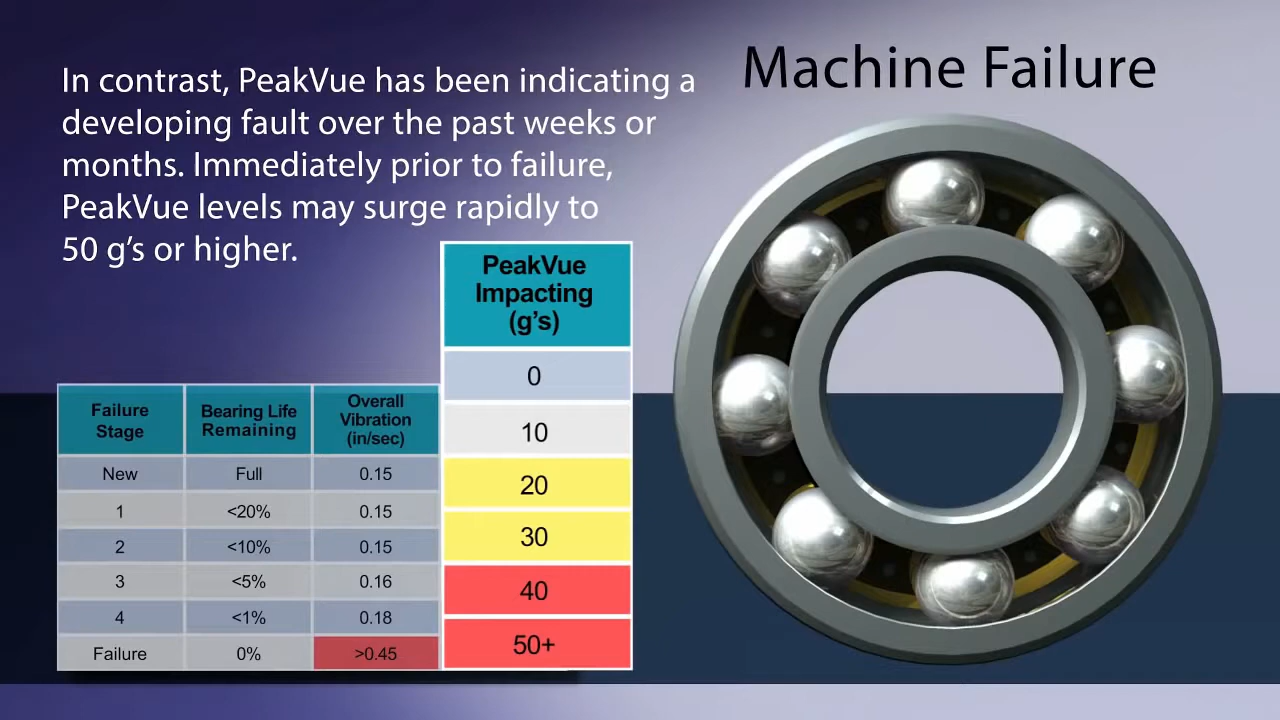 Machine Failure
In contrast, PeakVue has been indicating a
developing fault over the past weeks or
months. Immediately prior to failure,
PeakVue levels may surge rapidly to
50 g’s or higher.
Failure Stage Bearing Life Remaining Overall Vibration (in/sec) PeakVue Impacting (g’s)
New Full 0.15 0
1 <20% 0.15 10
2 <10% 0.15 20
3 <5% 0.16 30
4 <1% 0.18 40
Failure 0% >0.45 50+